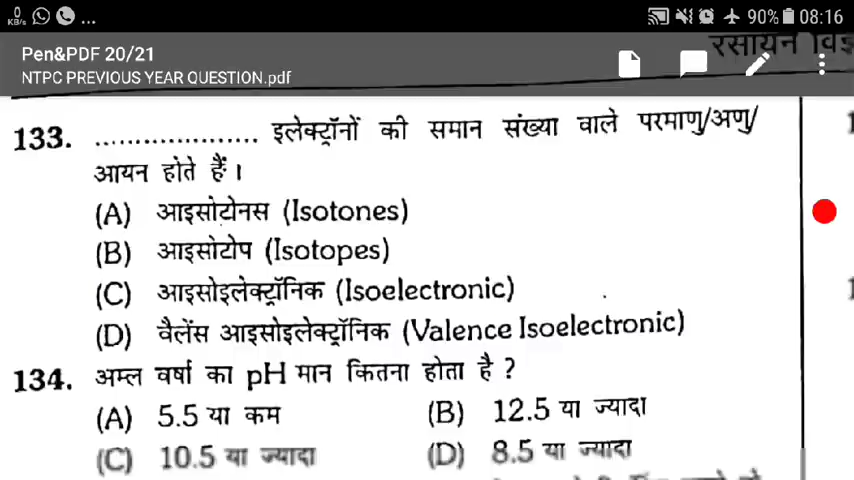 0
KB/s ... 90% 08:16
रसायन विज्ञ
Pen&PDF 20/21
NTPC PREVIOUS YEAR QUESTION.pdf
133. .................... इलेक्ट्रॉनों की समान संख्या वाले परमाणु/अणु/
आयन होते हैं।
(A) आइसोटोनस (Isotones)
(B) आइसोटोप (Isotopes)
(C) आइसोइलेक्ट्रॉनिक (Isoelectronic)
(D) वैलेंस आइसोइलेक्ट्रॉनिक (Valence Isoelectronic)
134. अम्ल वर्षा का pH मान कितना होता है ?
(A) 5.5 या कम (B) 12.5 या ज्यादा
(C) 10.5 या ज्यादा (D) 8.5 या ज्यादा